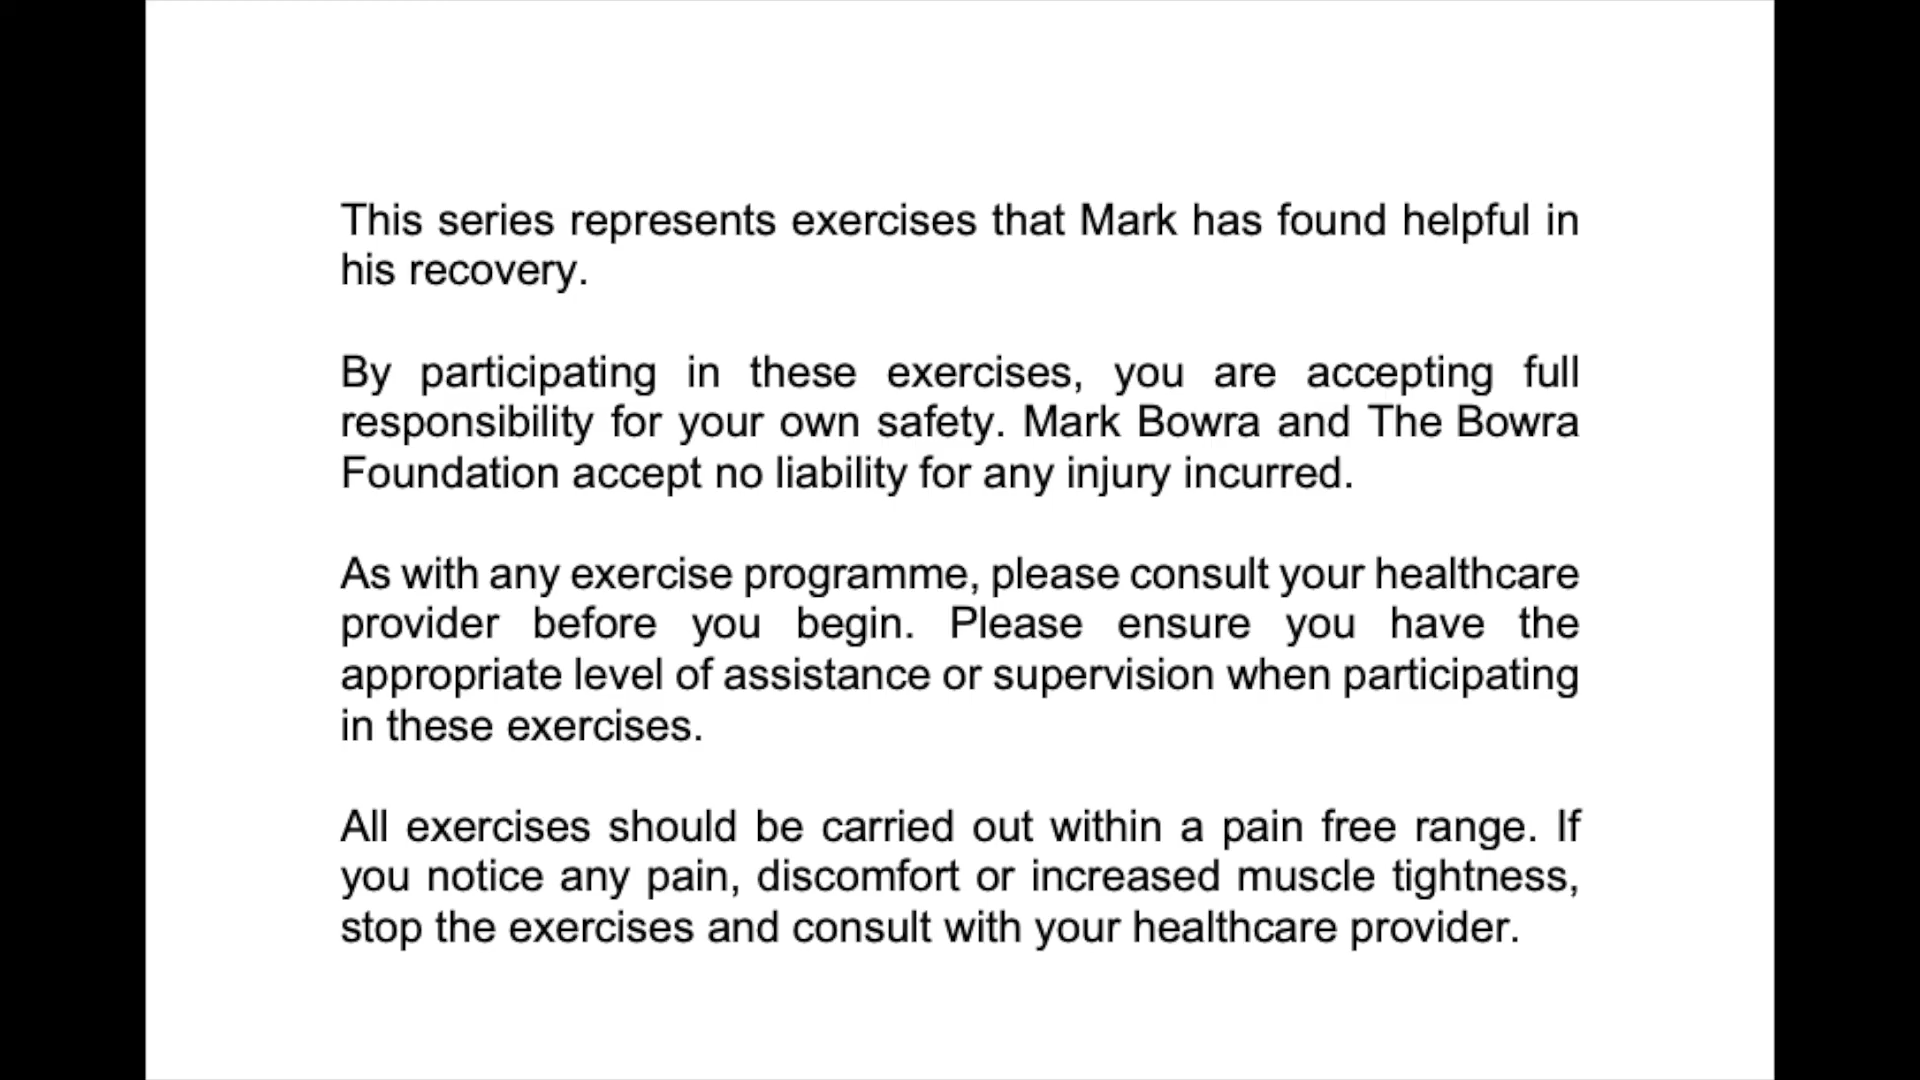 This series represents exercises that Mark has found helpful in
his recovery.
By participating in these exercises, you are accepting full
responsibility for your own safety. Mark Bowra and The Bowra
Foundation accept no liability for any injury incurred.
As with any exercise programme, please consult your healthcare
provider before you begin. Please ensure you have the
appropriate level of assistance or supervision when participating
in these exercises.
All exercises should be carried out within a pain free range. If
you notice any pain, discomfort or increased muscle tightness,
stop the exercises and consult with your healthcare provider.